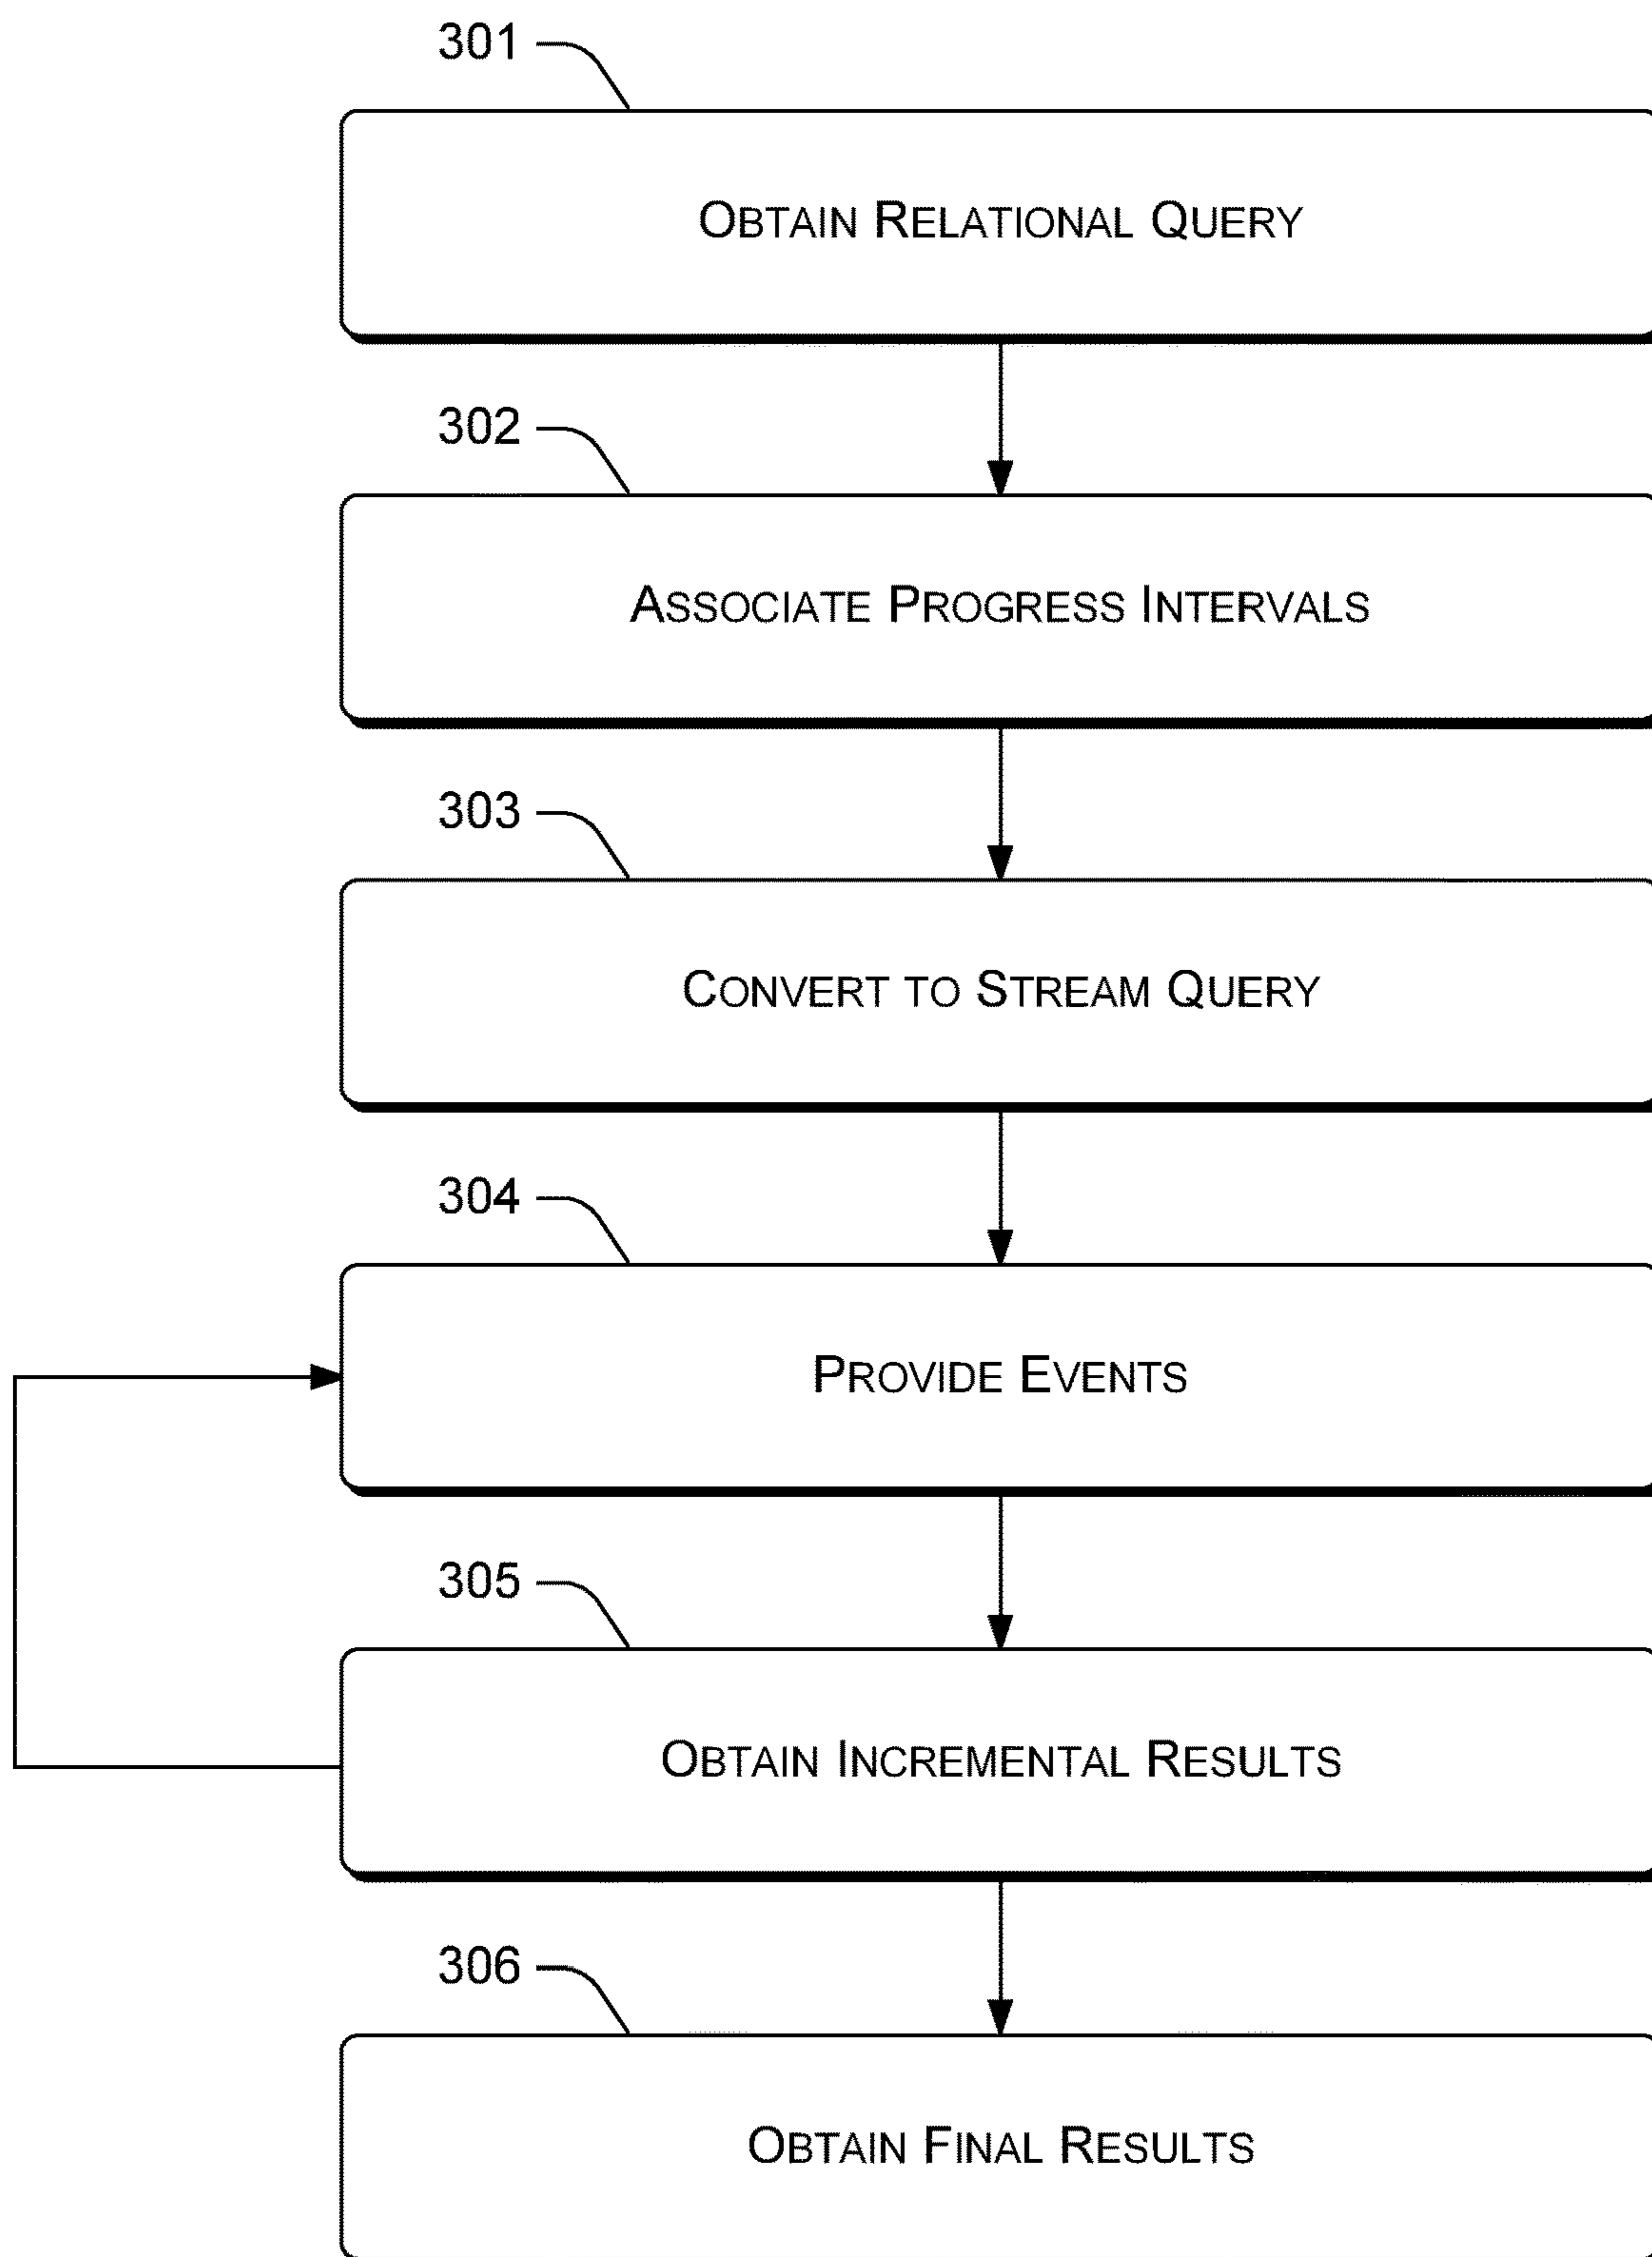 301
OBTAIN RELATIONAL QUERY
302
ASSOCIATE PROGRESS INTERVALS
303
CONVERT TO STREAM QUERY
304
PROVIDE EVENTS
305
OBTAIN INCREMENTAL RESULTS
306
OBTAIN FINAL RESULTS